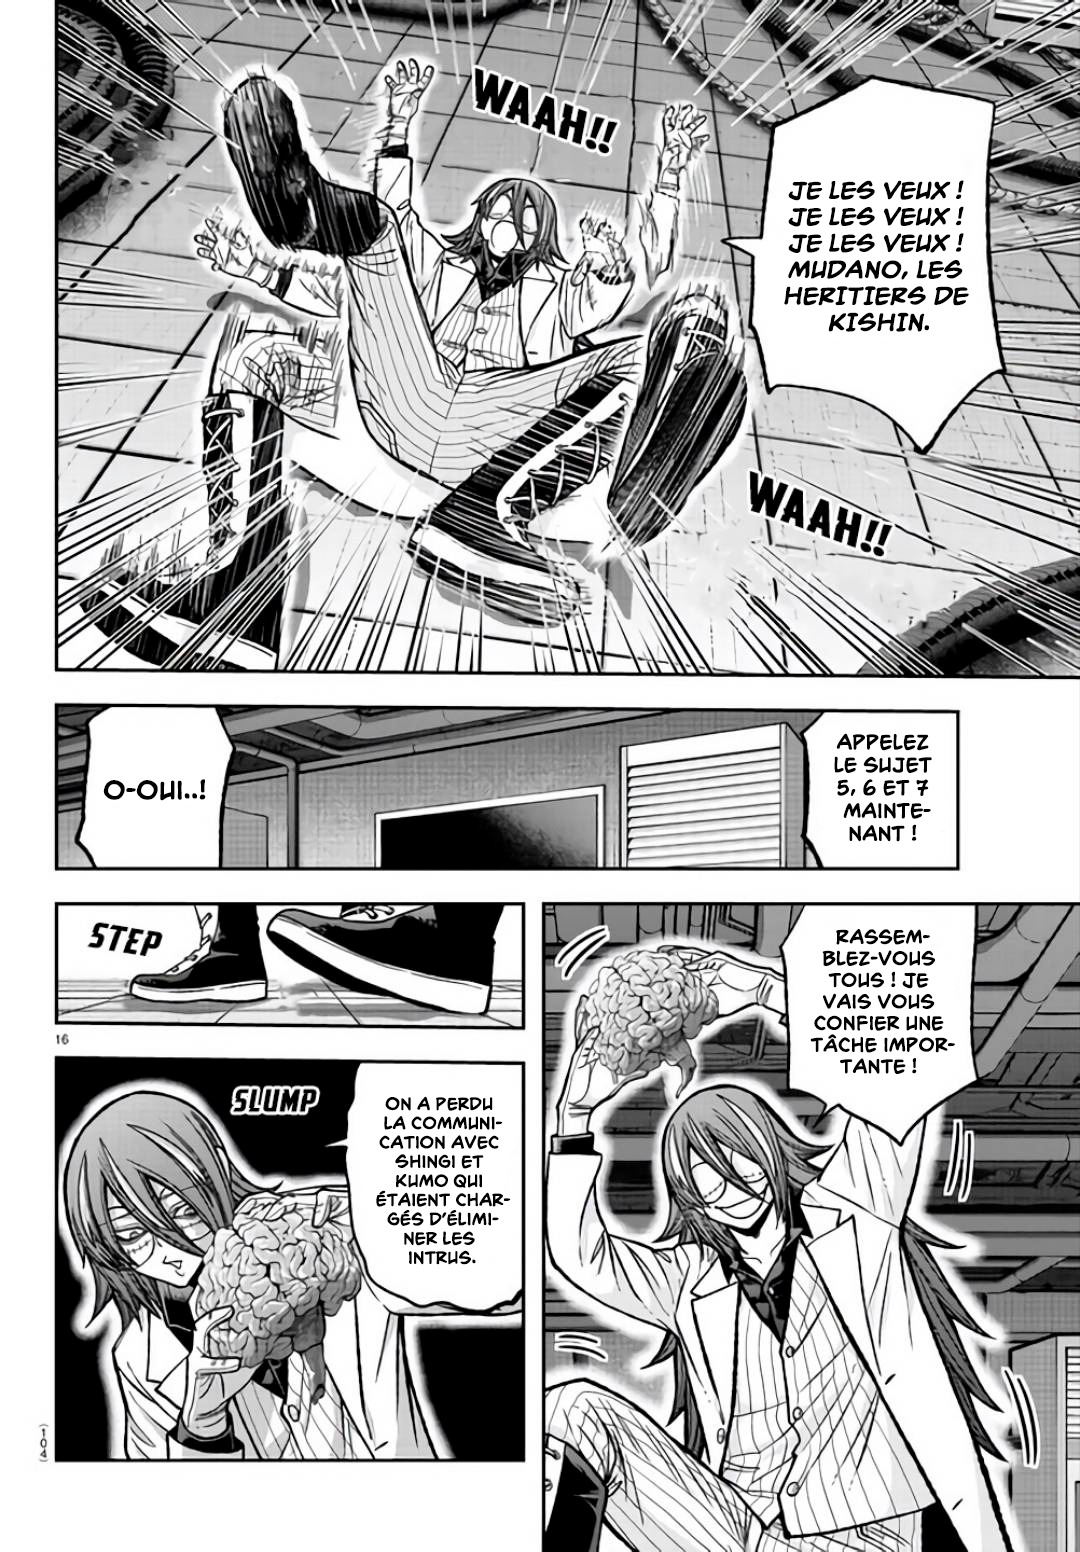 WAAH!!
JE LES VEUX !
JE LES VEUX !
JE LES VEUX !
MUDANO, LES
HERITIERS DE
KISHIN.
WAAH!!
APPELEZ
LE SUJET
5, 6 ET 7
MAINTE-
NANT !
O-OUI..!
RASSEM-
BLEZ-VOUS
TOUS ! JE
VAIS VOUS
CONFIER UNE
TÂCHE IMPOR-
TANTE !
STEP
16
SLUMP
ON A PERDU
LA COMMUNI-
CATION AVEC
SHINGI ET
KUMO QUI
ÉTAIENT CHAR-
GÉS D'ÉLIMI-
NER LES
INTRUS.
(104)